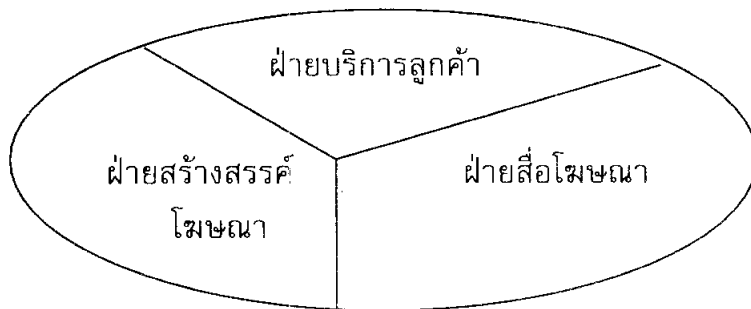 ฝ่ายบริการลูกค้า
ฝ่ายสร้างสรรค์
โฆษณา
ฝ่ายสื่อโฆษณา